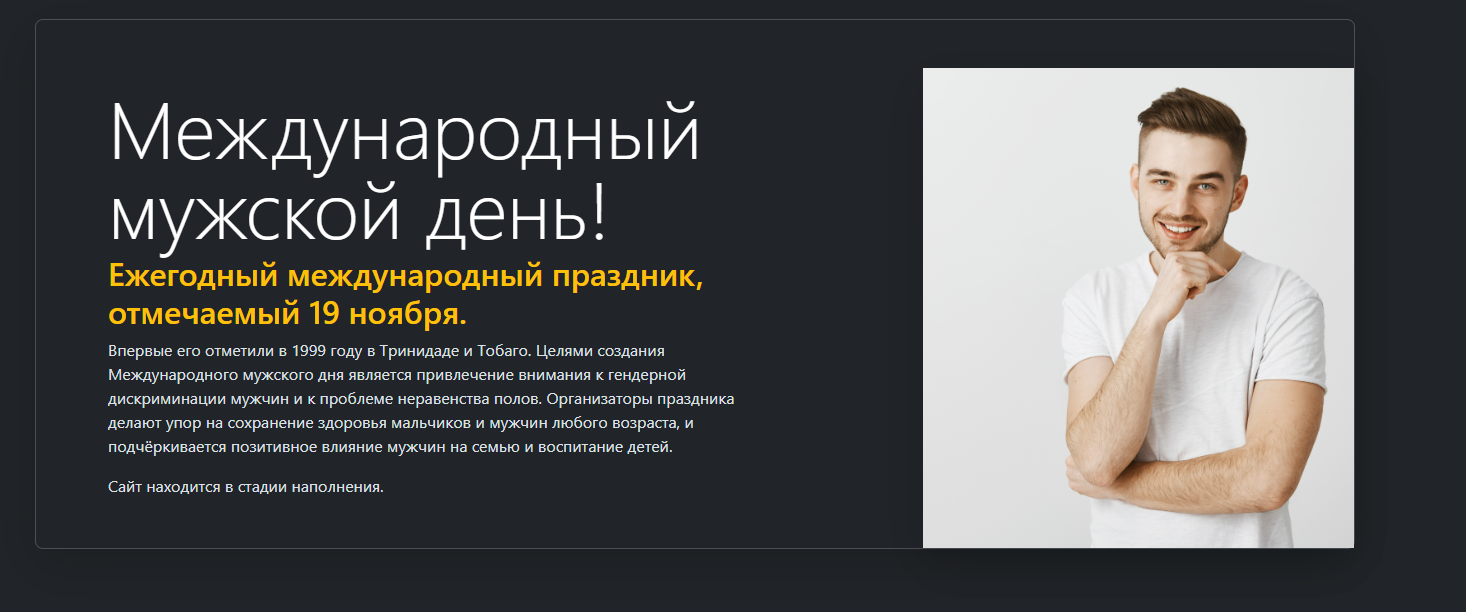 Международный
мужской день!
Ежегодный международный праздник,
отмечаемый 19 ноября.
Впервые его отметили в 1999 году в Тринидаде и Тобаго. Целями создания
Международного мужского дня является привлечение внимания к гендерной
дискриминации мужчин и к проблеме неравенства полов. Организаторы праздника
делают упор на сохранение здоровья мальчиков и мужчин любого возраста, и
подчёркивается позитивное влияние мужчин на семью и воспитание детей.
Сайт находится в стадии наполнения.